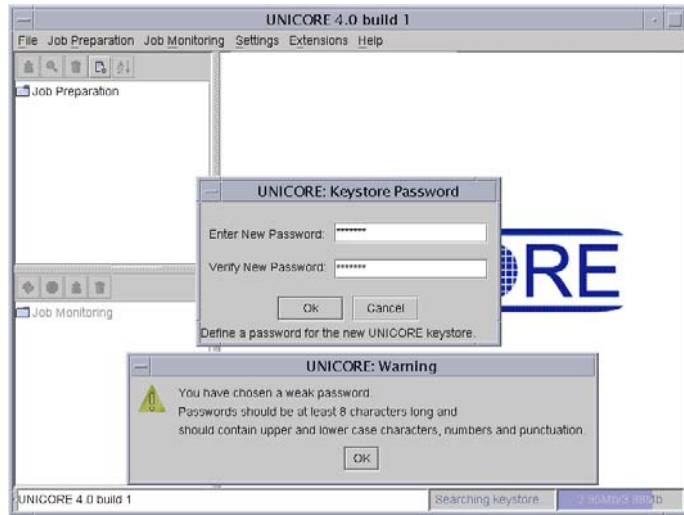 UNICORE 4.0 build 1
File Job Preparation Job Monitoring Settings Extensions Help
Job Preparation
UNICORE: Keystore Password
Enter New Password: *******
Verify New Password: *******
Ok Cancel
Define a password for the new UNICORE keystore.
RE
Job Monitoring
UNICORE: Warning
You have chosen a weak password.
Passwords should be at least 8 characters long and
should contain upper and lower case characters, numbers and punctuation.
OK
UNICORE 4.0 build 1 Searching keystore